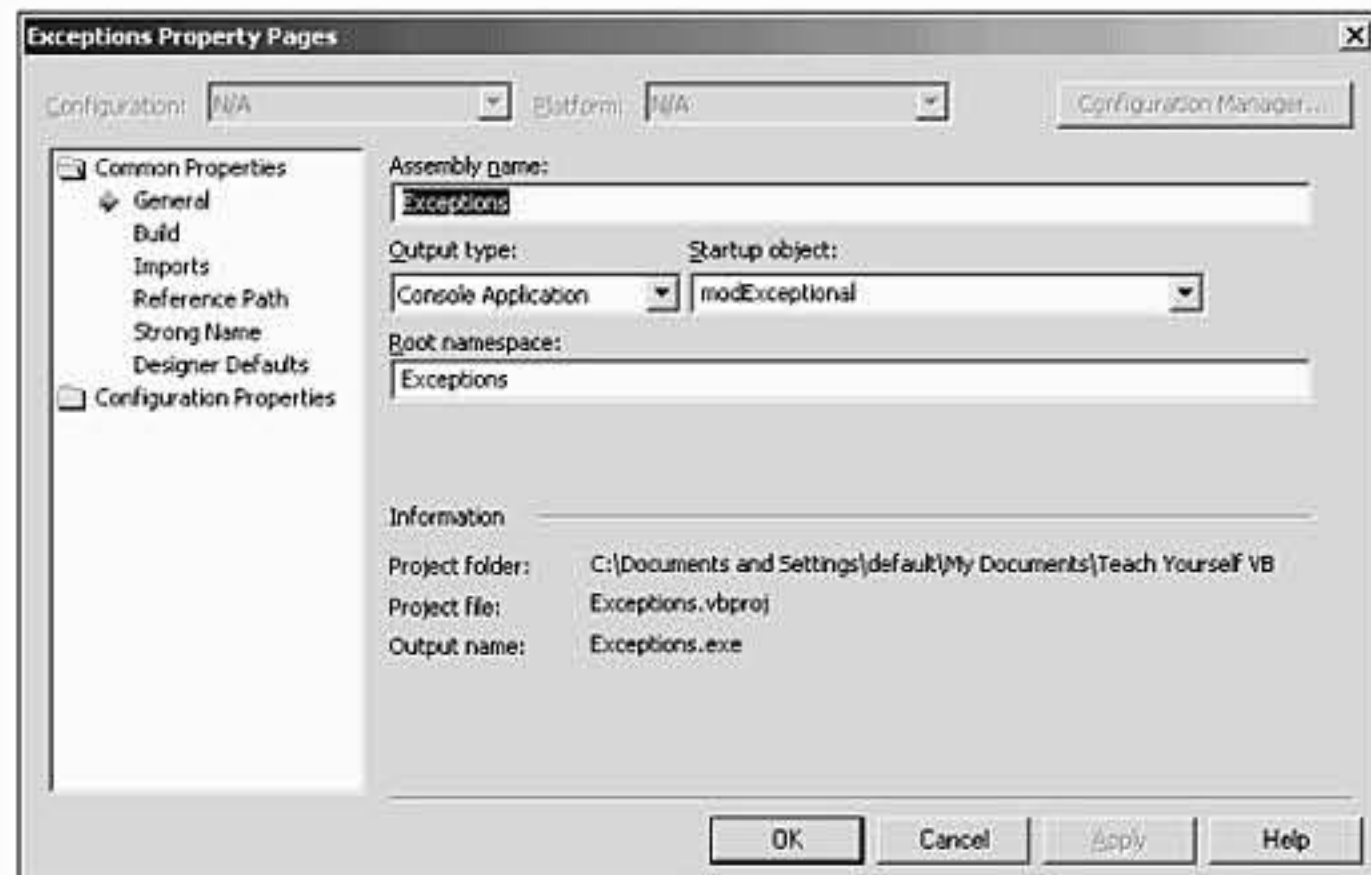 Exceptions Property Pages
Configuration: N/A Platform: N/A Configuration Manager...
Common Properties
General
Build
Imports
Reference Path
Strong Name
Designer Defaults
Configuration Properties
Assembly name:
Exceptions
Output type: Startup object:
Console Application modExceptional
Root namespace:
Exceptions
Information
Project folder: C:\Documents and Settings\default\My Documents\Teach Yourself VB
Project file: Exceptions.vbproj
Output name: Exceptions.exe
OK Cancel Apply Help